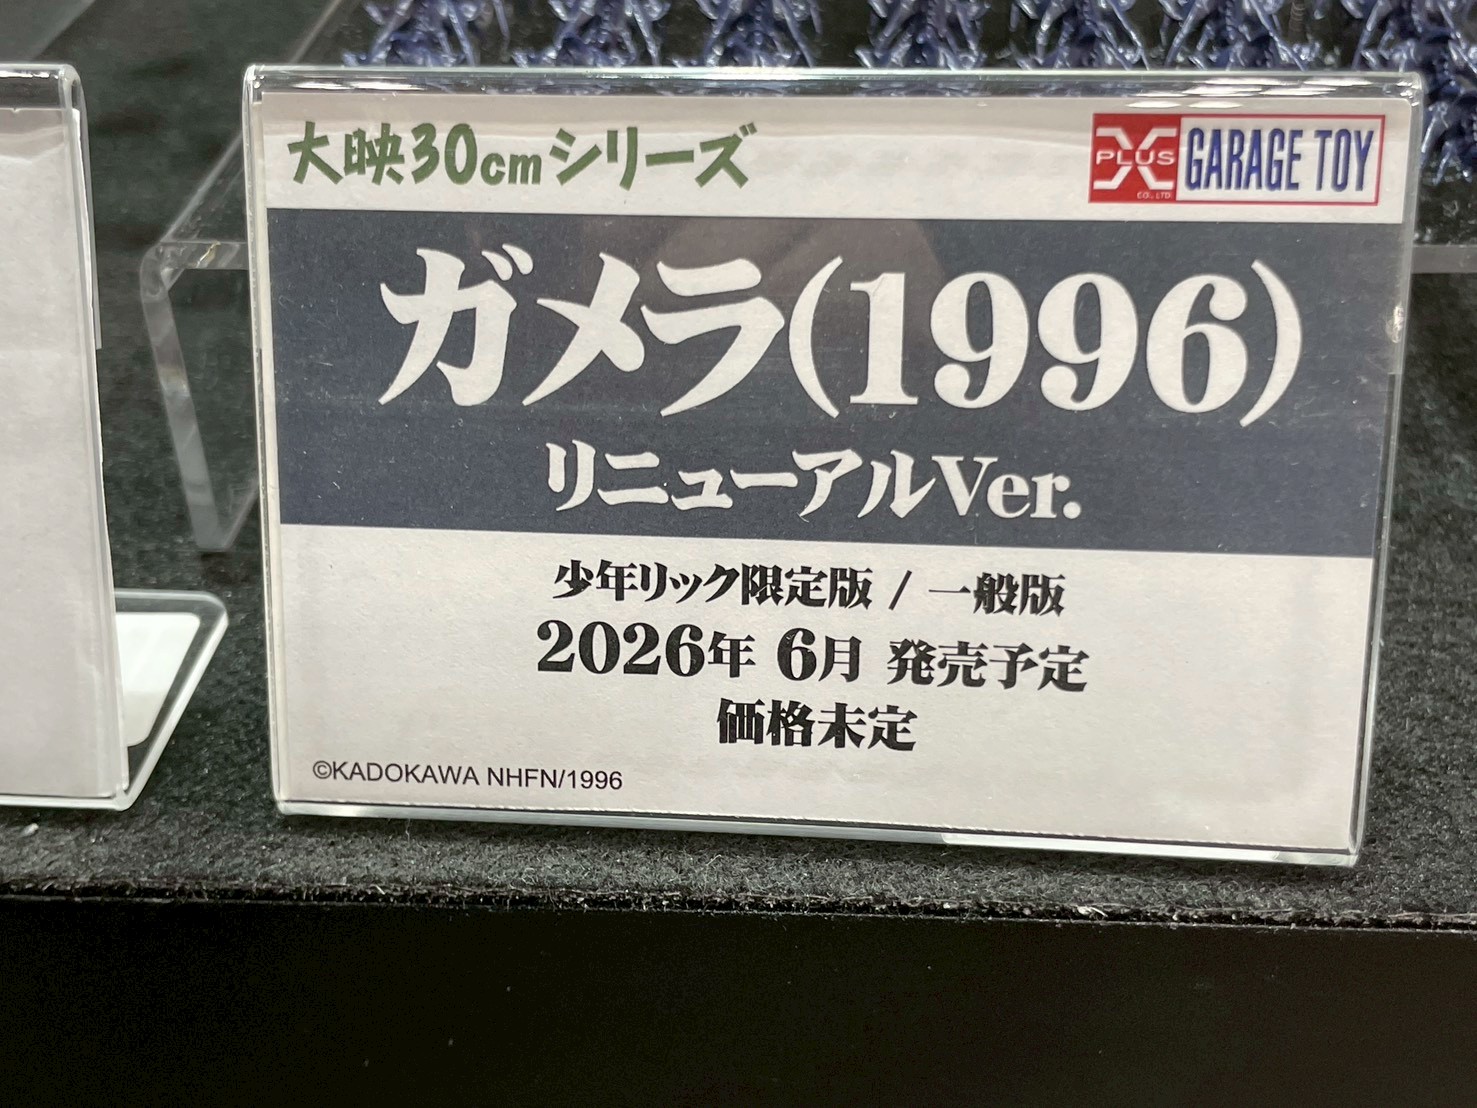 大映30cmシリーズ
X PLUS CO., LTD. GARAGE TOY
ガメラ(1996)
リニューアルVer.
少年リック限定版 / 一般版
2026年 6月 発売予定
価格未定
©KADOKAWA NHFN/1996